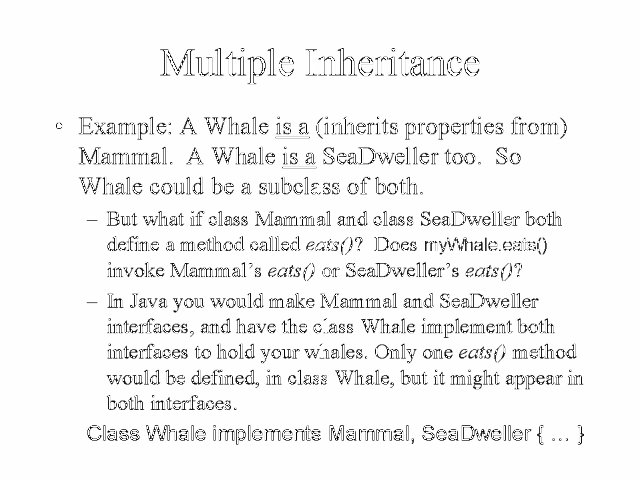 Multiple Inheritance
Example: A Whale is a (inherits properties from)
Mammal. A Whale is a SeaDweller too. So
Whale could be a subclass of both.
– But what if class Mammal and class SeaDweller both
define a method called eats()? Does myWhale.eats()
invoke Mammal's eats() or SeaDweller's eats()?
– In Java you would make Mammal and SeaDweller
interfaces, and have the class Whale implement both
interfaces to hold your whales. Only one eats() method
would be defined, in class Whale, but it might appear in
both interfaces.
Class Whale implements Mammal, SeaDweller { ... }